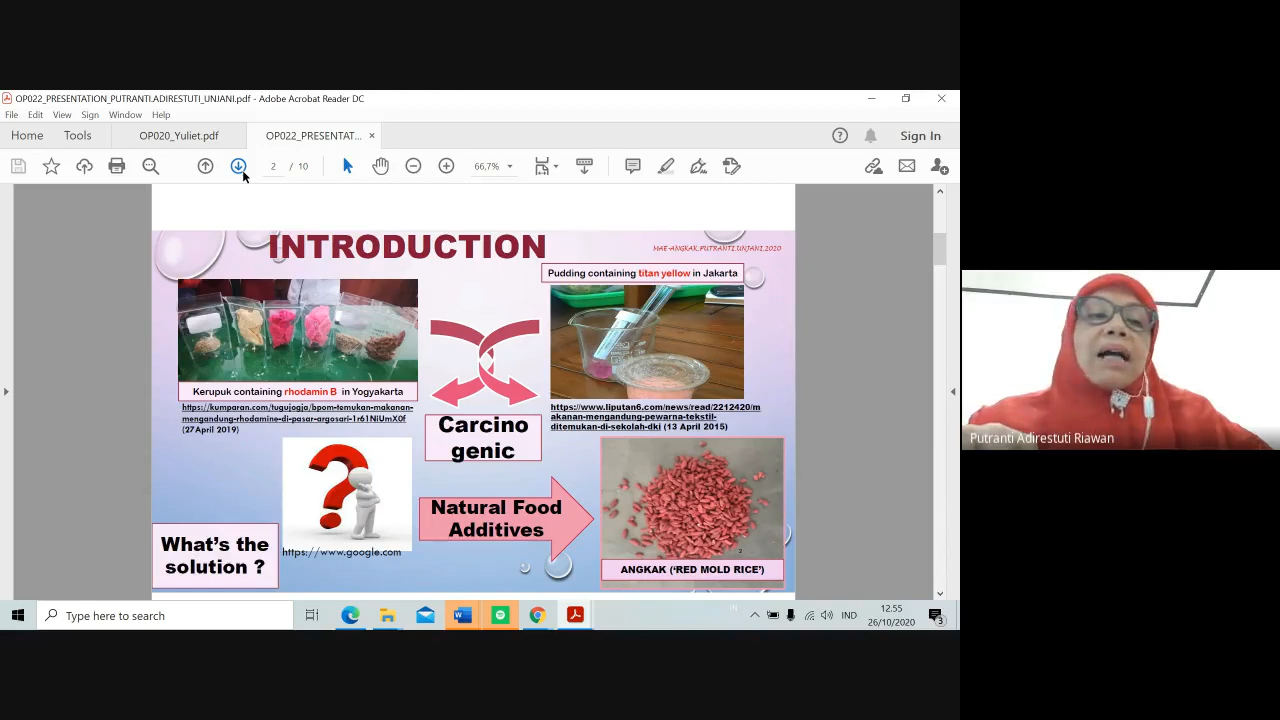 OP022_PRESENTATION_PUTRANTI.ADIRESTUTI_UNJANI.pdf - Adobe Acrobat Reader DC
File Edit View Sign Window Help
Home Tools OP020_Yuliet.pdf OP022_PRESENTAT... × Sign In
2 / 10 66,7%
INTRODUCTION
MAE-ANGKAK.PUTRANTI.UNJANI.2020
Pudding containing titan yellow in Jakarta
Kerupuk containing rhodamin B in Yogyakarta
https://kumparan.com/tugujogja/bpom-temukan-makanan-
mengandung-rhodamine-di-pasar-argosari-1r61NiUmX0f
(27April 2019)
https://www.liputan6.com/news/read/2212420/m
akanan-mengandung-pewarna-tekstil-
ditemukan-di-sekolah-dki (13 April 2015)
Carcino
genic
Natural Food
Additives
What's the
solution ?
https://www.google.com
2
ANGKAK ('RED MOLD RICE')
Putranti Adirestuti Riawan
Type here to search
IND
12.55
26/10/2020
3